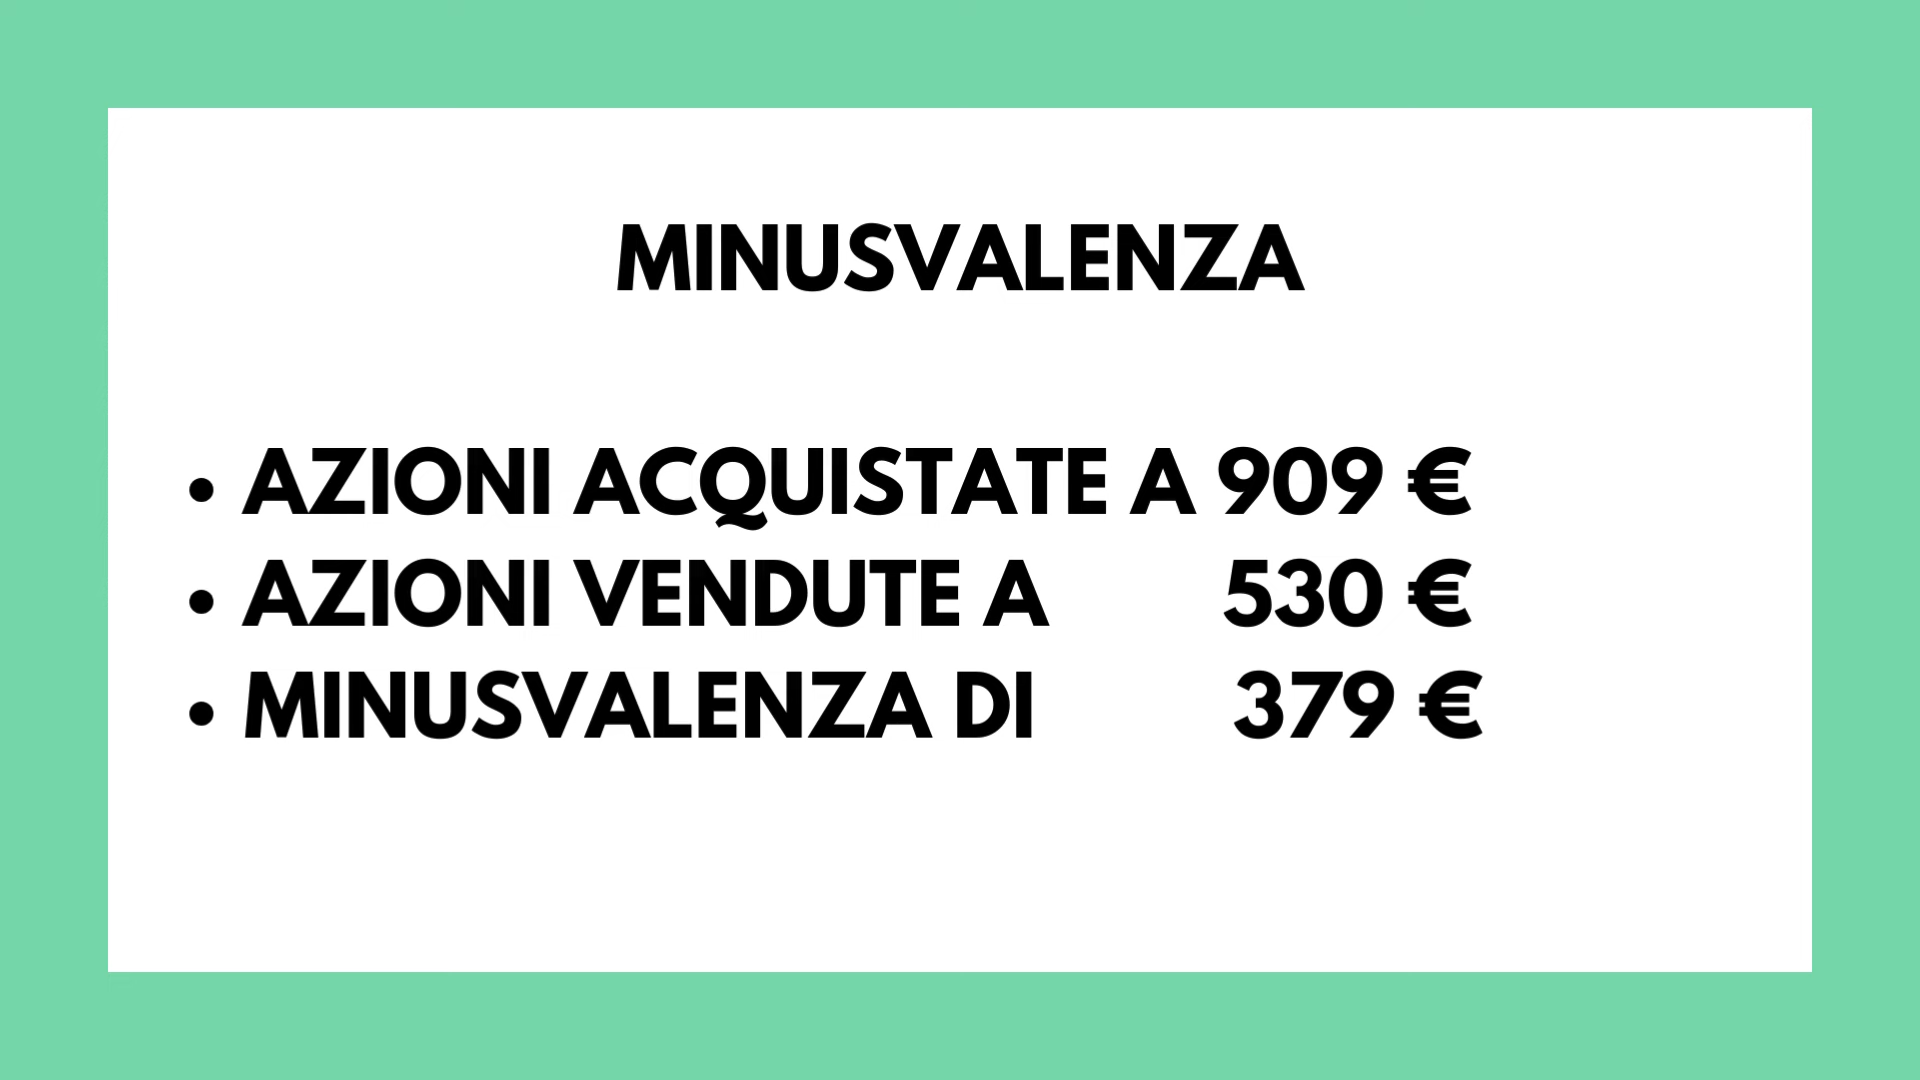 MINUSVALENZA
• AZIONI ACQUISTATE A 909 €
• AZIONI VENDUTE A 530 €
• MINUSVALENZA DI 379 €